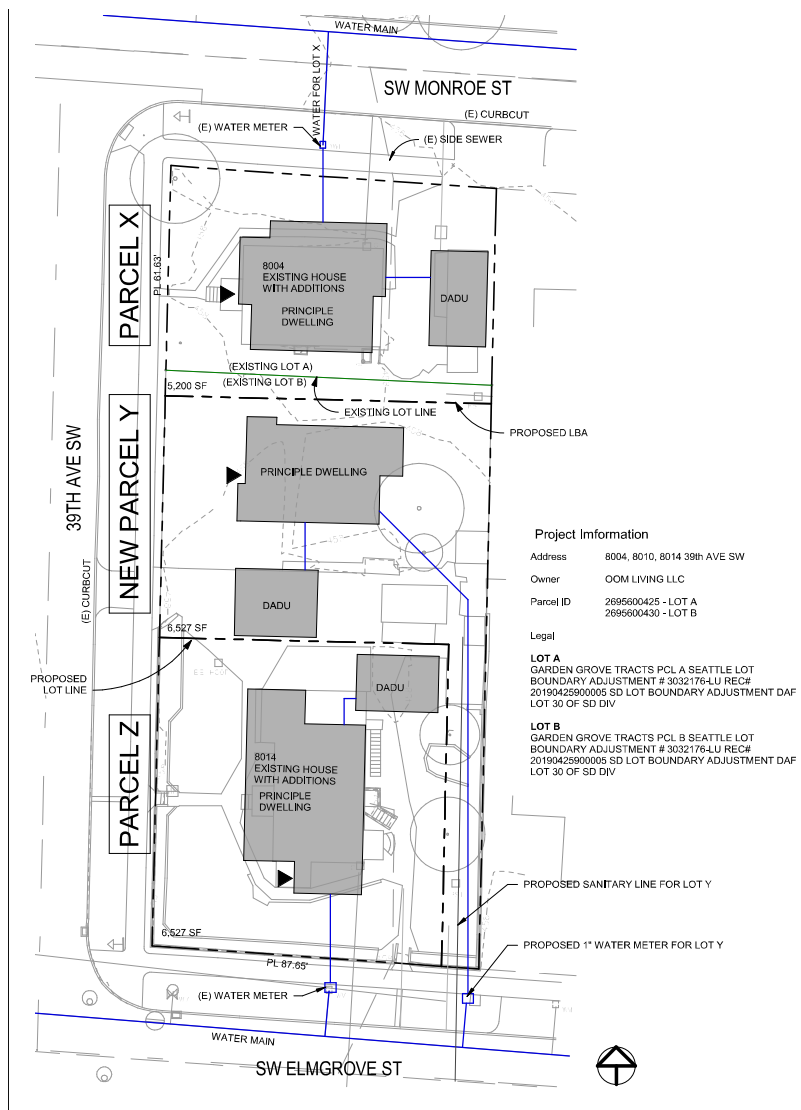 WATER MAIN
SW MONROE ST
WATER FOR LOT X
(E) CURBCUT
(E) WATER METER
(E) SIDE SEWER
PARCEL X
PL 61.63'
8004
EXISTING HOUSE
WITH ADDITIONS
PRINCIPLE
DWELLING
DADU
(EXISTING LOT A)
5,200 SF
(EXISTING LOT B)
EXISTING LOT LINE
PROPOSED LBA
39TH AVE SW
NEW PARCEL Y
PRINCIPLE DWELLING
(E) CURBCUT
DADU
6,527 SF
PROPOSED
LOT LINE
DADU
PARCEL Z
8014
EXISTING HOUSE
WITH ADDITIONS
PRINCIPLE
DWELLING
6,527 SF
PL 87.65'
PROPOSED SANITARY LINE FOR LOT Y
PROPOSED 1" WATER METER FOR LOT Y
(E) WATER METER
WATER MAIN
SW ELMGROVE ST
Project Imformation
Address 8004, 8010, 8014 39th AVE SW
Owner OOM LIVING LLC
Parcel ID 2695600425 - LOT A
2695600430 - LOT B
Legal
LOT A
GARDEN GROVE TRACTS PCL A SEATTLE LOT
BOUNDARY ADJUSTMENT # 3032176-LU REC#
20190425900005 SD LOT BOUNDARY ADJUSTMENT DAF
LOT 30 OF SD DIV
LOT B
GARDEN GROVE TRACTS PCL B SEATTLE LOT
BOUNDARY ADJUSTMENT # 3032176-LU REC#
20190425900005 SD LOT BOUNDARY ADJUSTMENT DAF
LOT 30 OF SD DIV